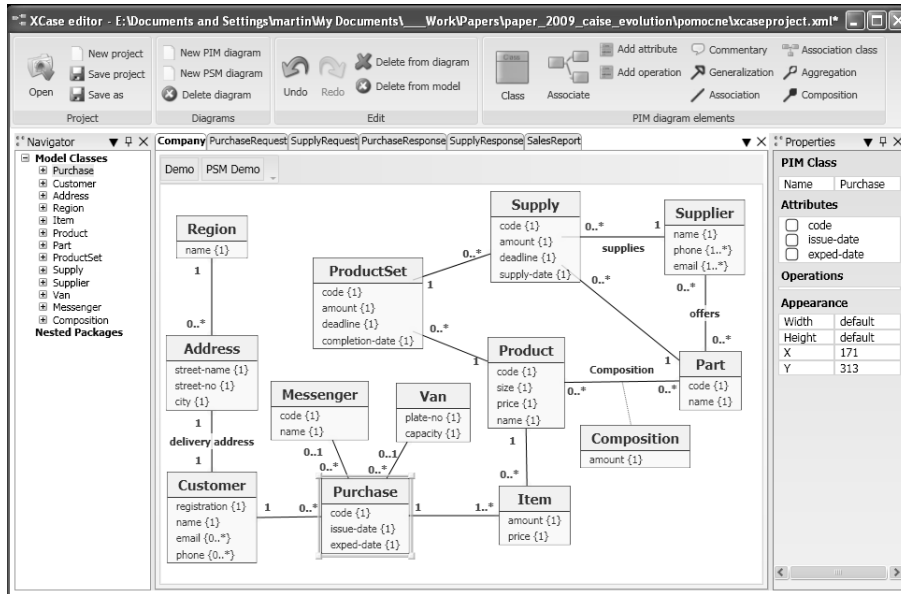 XCase editor - E:\Documents and Settings\martin\My Documents\___Work\Papers\paper_2009_caise_evolution\pomocne\xcaseproject.xml*
Open
New project
Save project
Save as
Project
New PIM diagram
New PSM diagram
Delete diagram
Diagrams
Undo
Redo
Delete from diagram
Delete from model
Edit
Class
Class
Associate
Add attribute
Add operation
Commentary
Generalization
Association
Association class
Aggregation
Composition
PIM diagram elements
Navigator
Model Classes
Purchase
Customer
Address
Region
Item
Product
Part
ProductSet
Supply
Supplier
Van
Messenger
Composition
Nested Packages
Company PurchaseRequest SupplyRequest PurchaseResponse SupplyResponse SalesReport
Demo PSM Demo
Region
name {1}
1
0..*
Address
street-name {1}
street-no {1}
city {1}
1
delivery address
1
Customer
registration {1}
name {1}
email {0..*}
phone {0..*}
1
0..*
ProductSet
code {1}
amount {1}
deadline {1}
completion-date {1}
1
0..*
0..*
1
Supply
code {1}
amount {1}
deadline {1}
supply-date {1}
0..*
1
supplies
0..*
1
Supplier
name {1}
phone {1..*}
email {1..*}
0..*
offers
0..*
Part
code {1}
name {1}
Product
code {1}
size {1}
price {1}
name {1}
Composition
0..*
0..*
Composition
amount {1}
1
0..*
Item
amount {1}
price {1}
Messenger
code {1}
name {1}
0..1
0..*
Van
plate-no {1}
capacity {1}
0..1
0..*
Purchase
code {1}
issue-date {1}
exped-date {1}
1
1..*
Properties
PIM Class
Name Purchase
Attributes
code
issue-date
exped-date
Operations
Appearance
Width default
Height default
X 171
Y 313